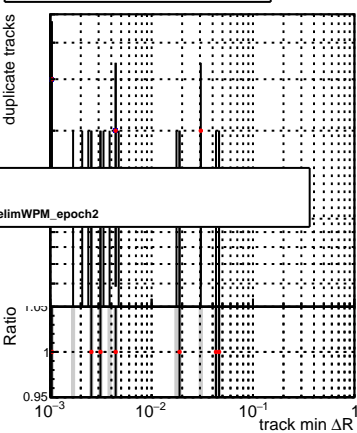 duplicate tracks
elimWPM_epoch2
Ratio
1.05
1
0.95
10⁻³ 10⁻² 10⁻¹ 1
track min ΔR